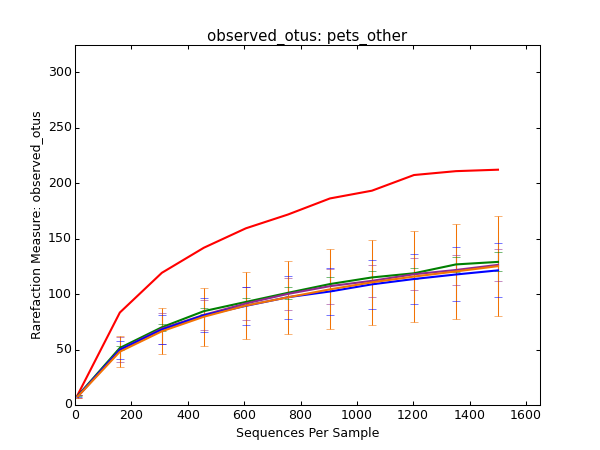 observed_otus: pets_other
Rarefaction Measure: observed_otus
300
250
200
150
100
50
0
0 200 400 600 800 1000 1200 1400 1600
Sequences Per Sample